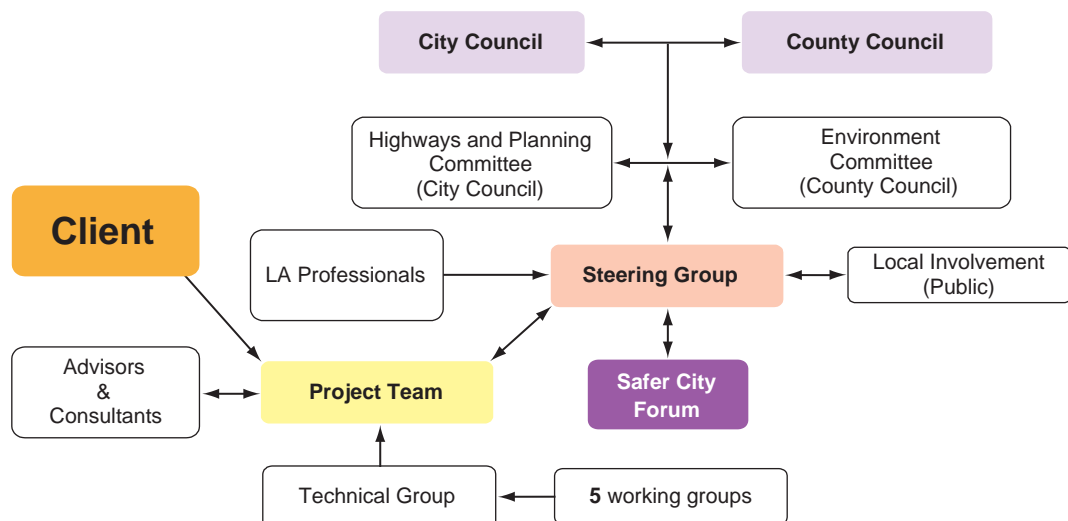 City Council
County Council
Highways and Planning
Committee
(City Council)
Environment
Committee
(County Council)
Client
LA Professionals
Steering Group
Local Involvement
(Public)
Advisors
&
Consultants
Project Team
Safer City
Forum
Technical Group
5 working groups